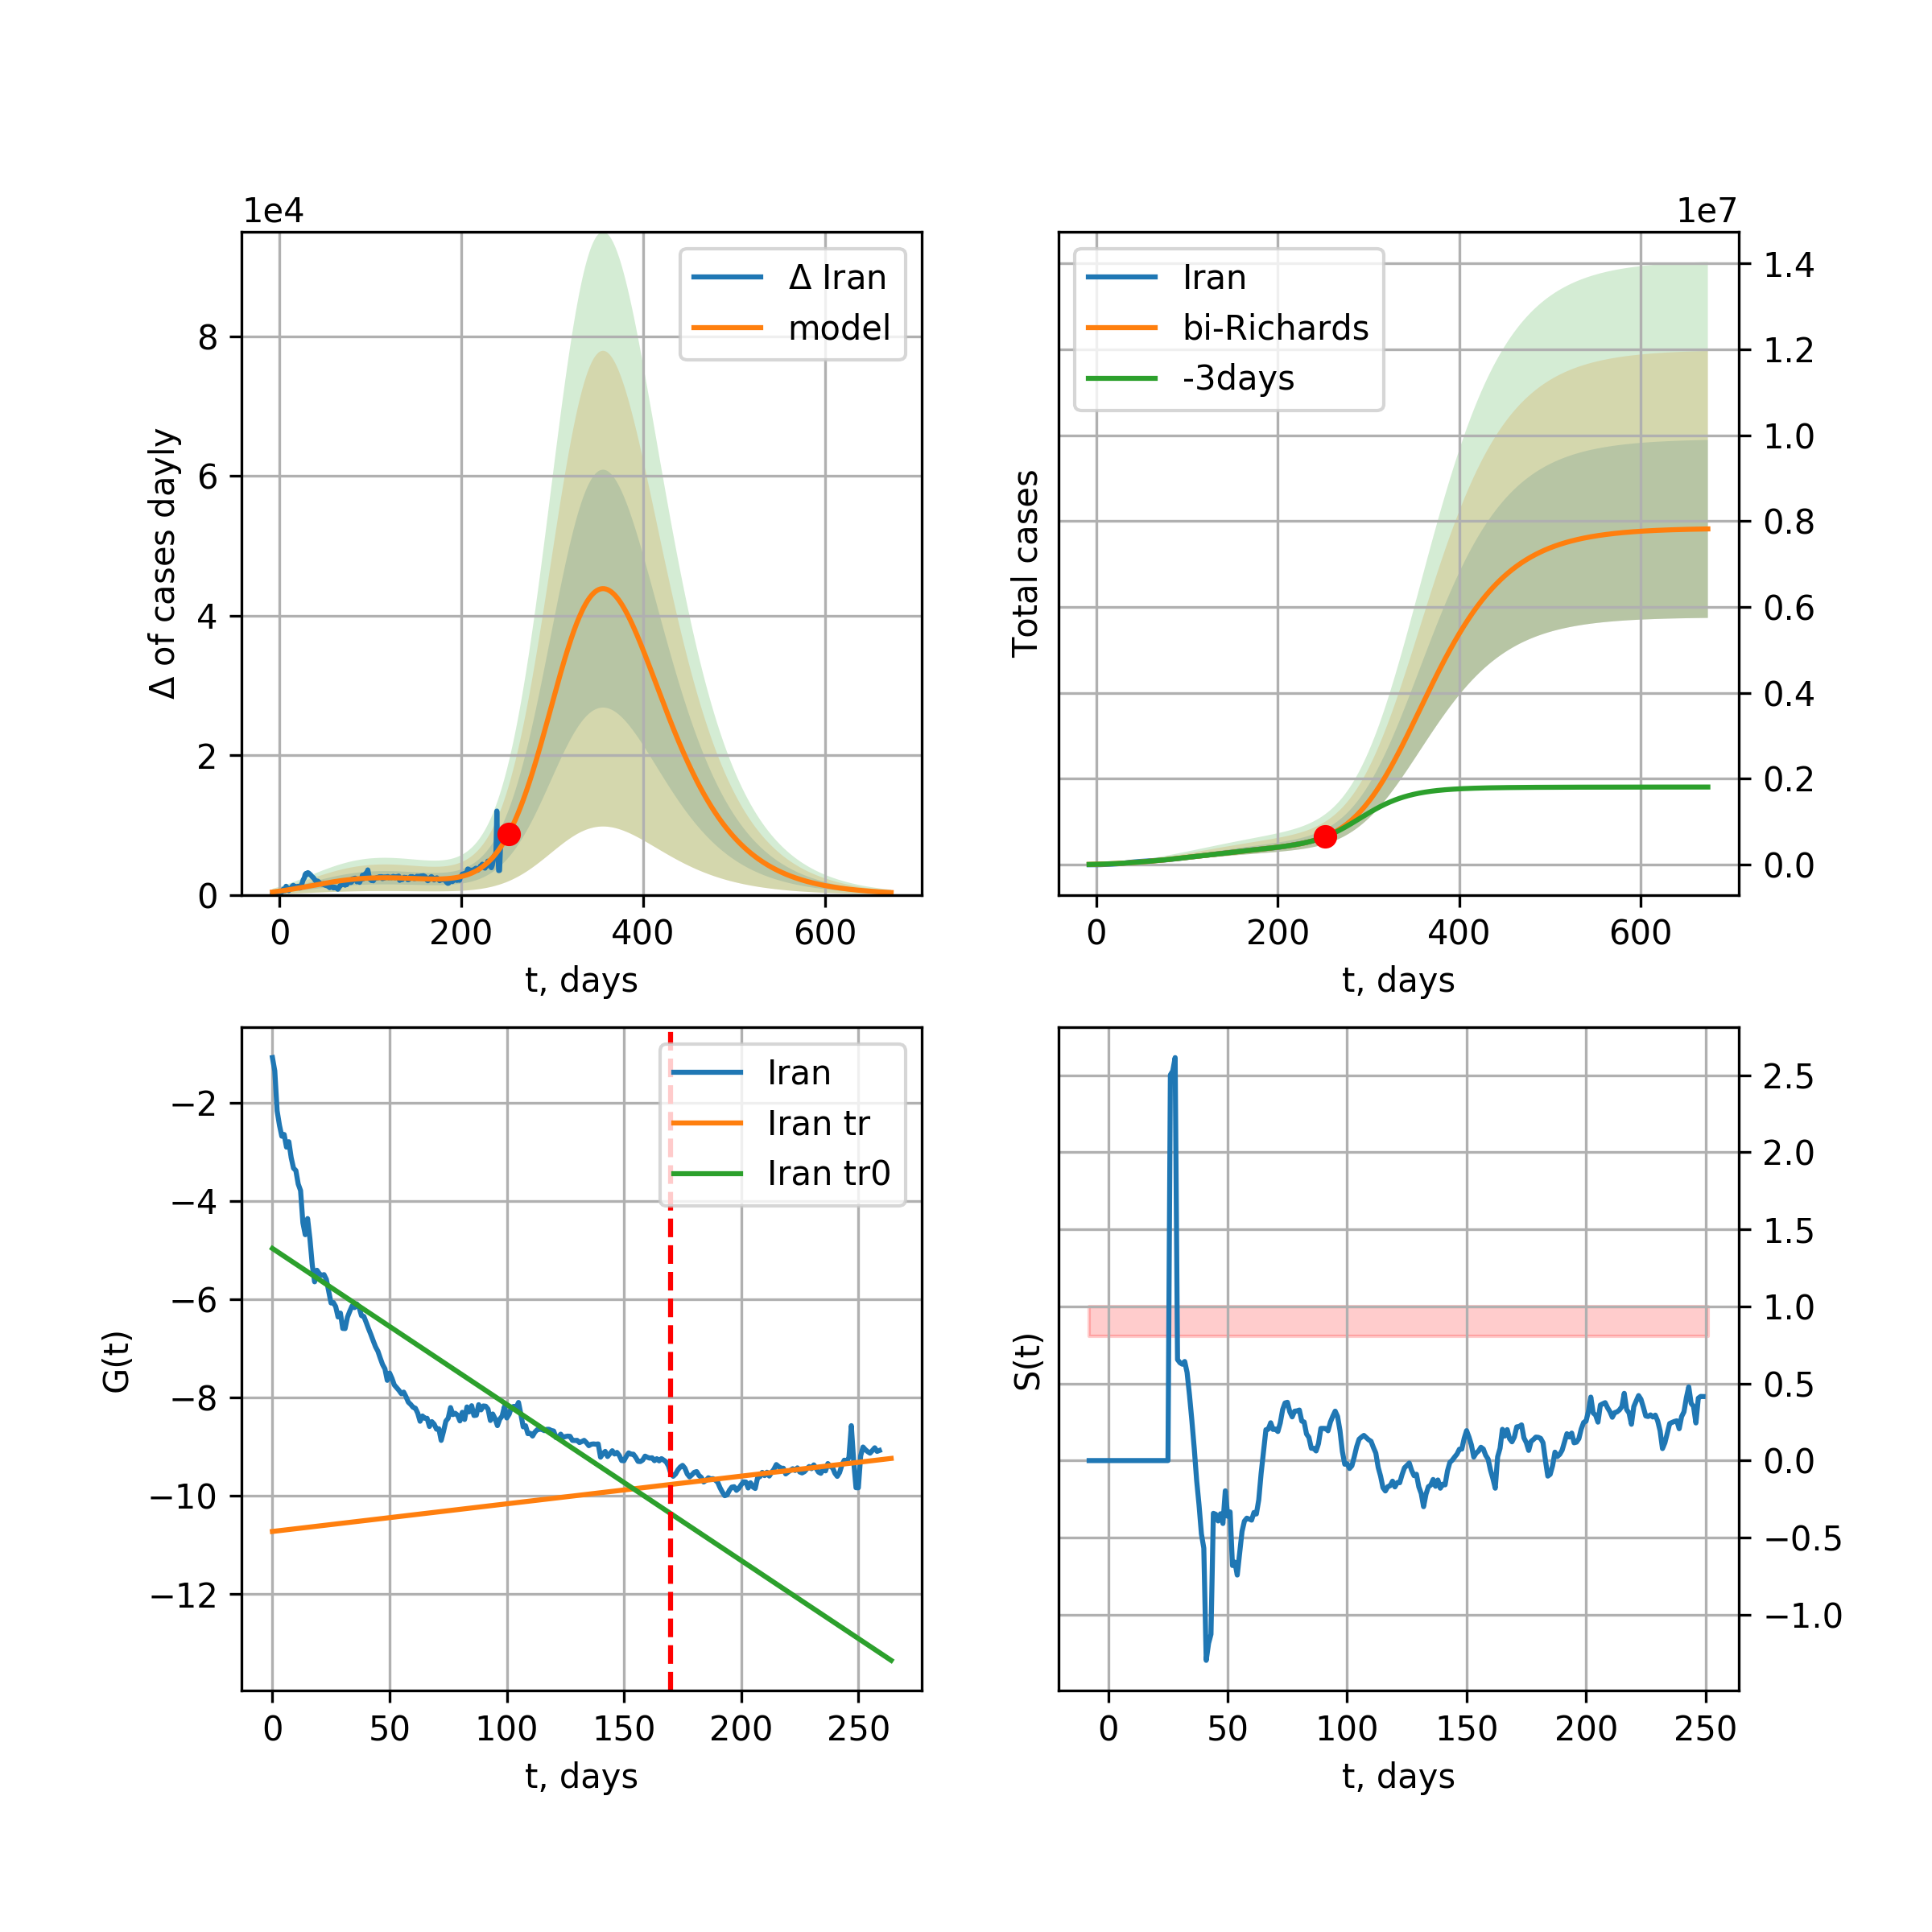 1e4
Δ of cases dayly
8
6
4
2
0
0 200 400 600
t, days
Δ Iran
model
1e7
Total cases
1.4
1.2
1.0
0.8
0.6
0.4
0.2
0.0
0 200 400 600
t, days
Iran
bi-Richards
-3days
G(t)
−2
−4
−6
−8
−10
−12
0 50 100 150 200 250
t, days
Iran
Iran tr
Iran tr0
S(t)
2.5
2.0
1.5
1.0
0.5
0.0
−0.5
−1.0
0 50 100 150 200 250
t, days